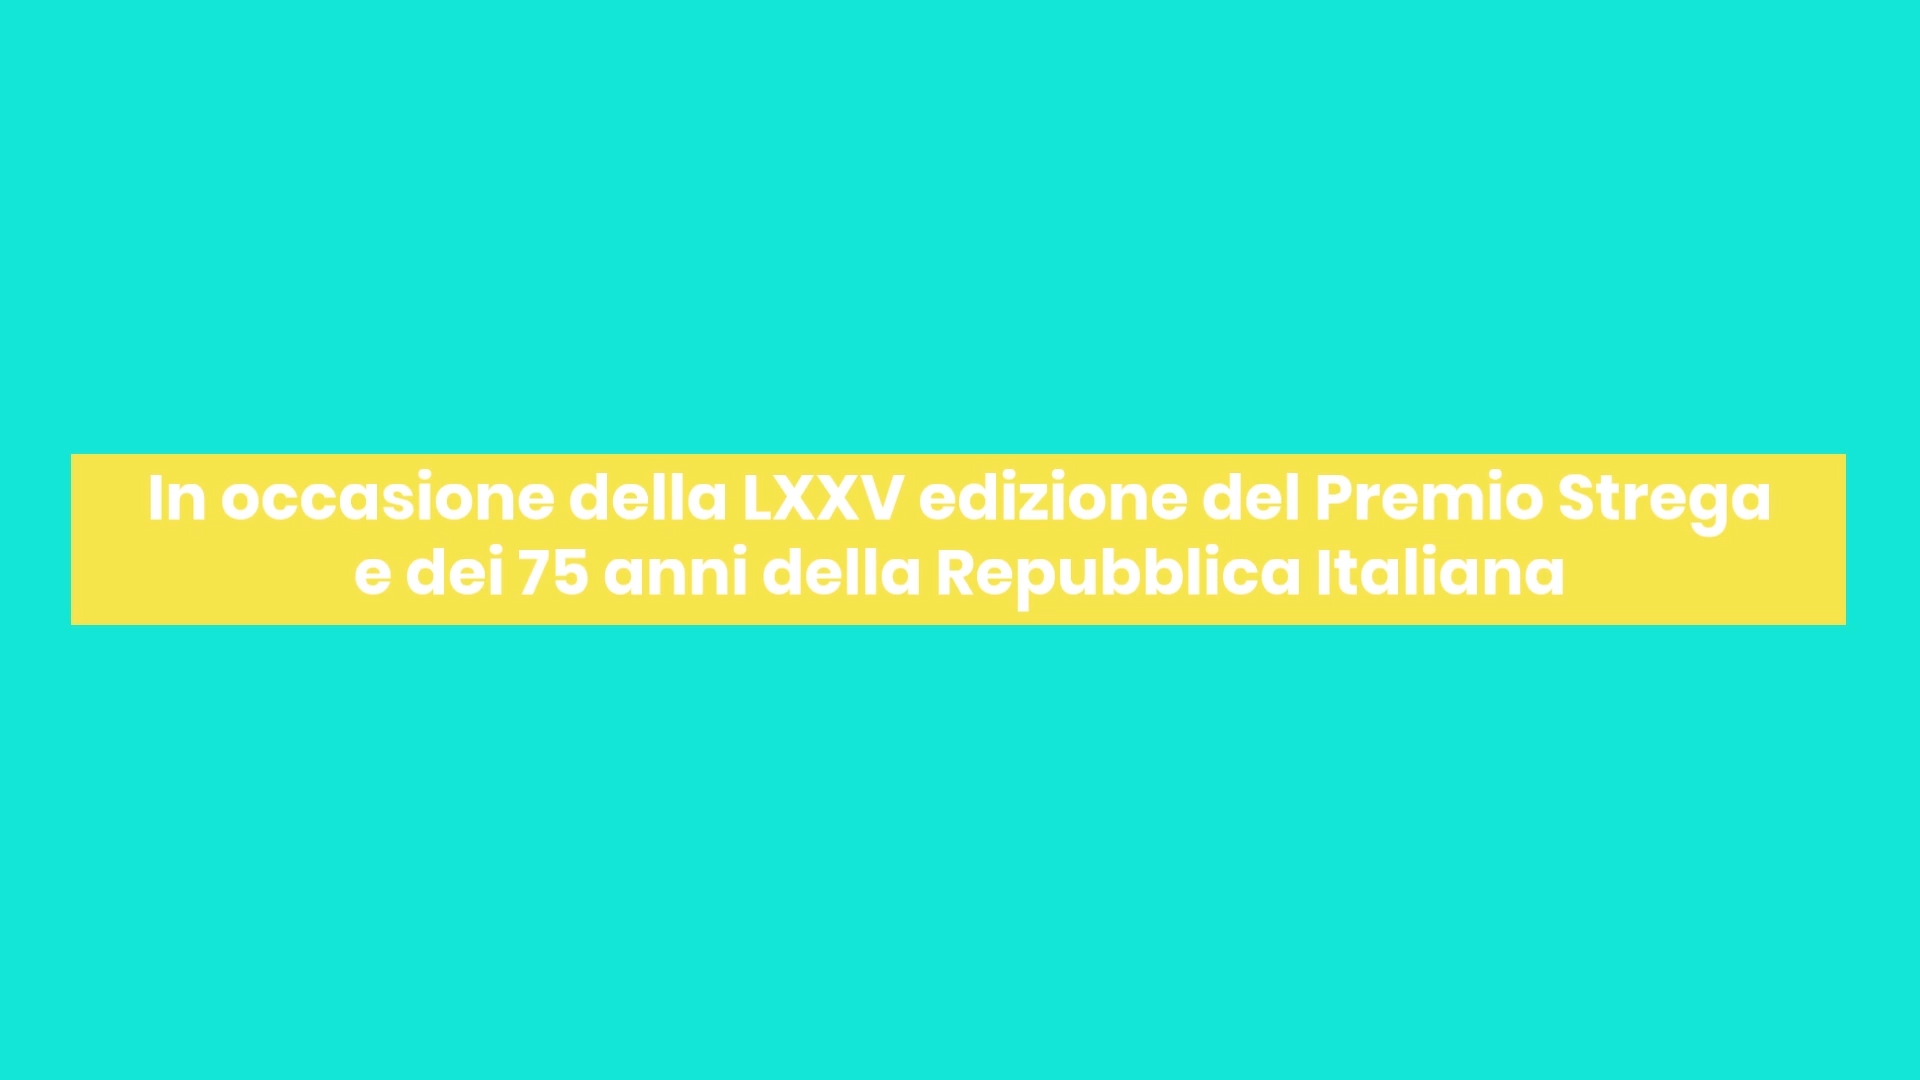 In occasione della LXXV edizione del Premio Strega
e dei 75 anni della Repubblica Italiana